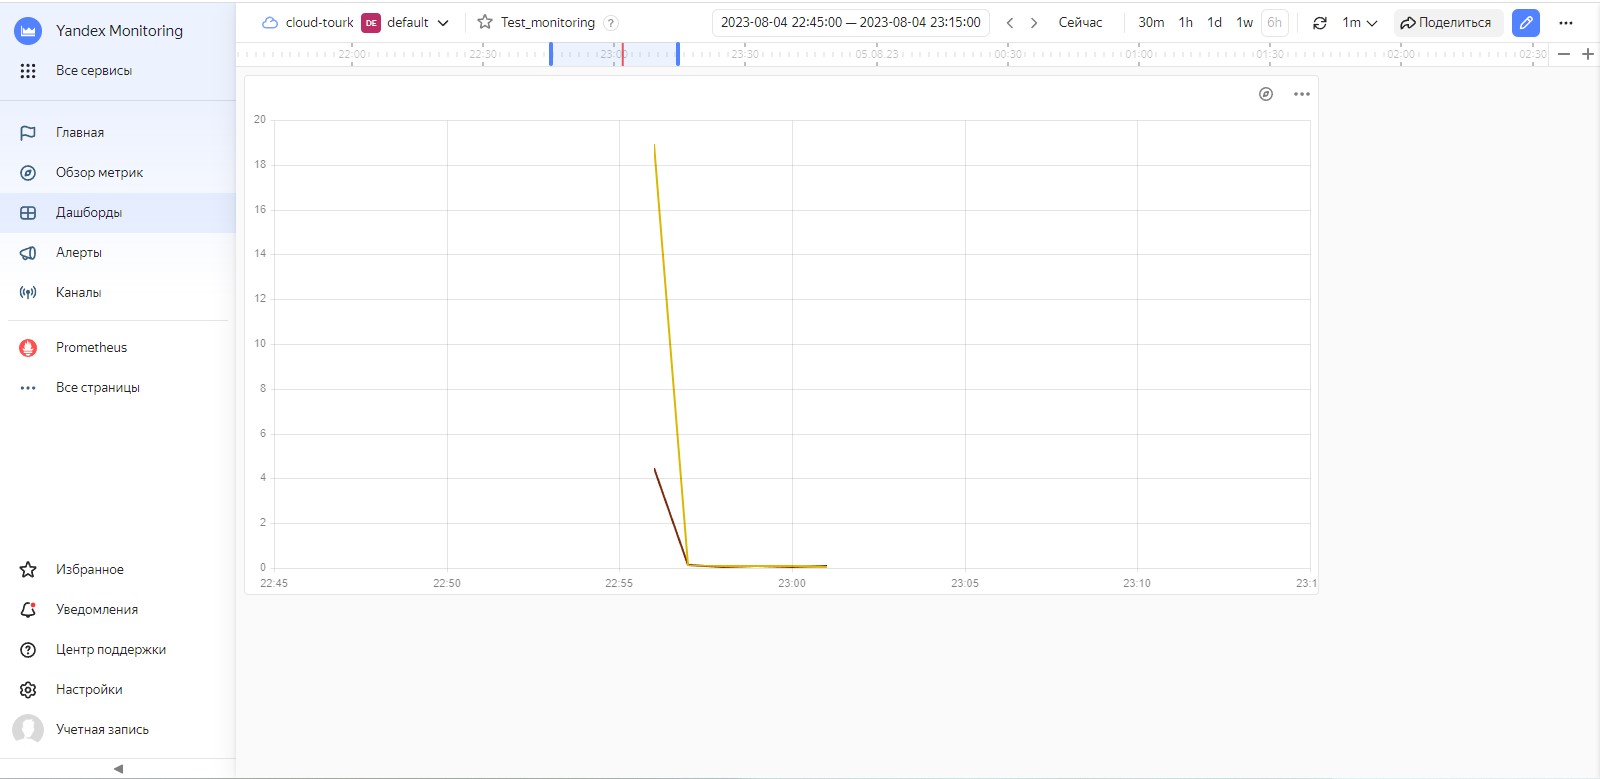 Yandex Monitoring
Все сервисы
Главная
Обзор метрик
Дашборды
Алерты
Каналы
Prometheus
Все страницы
Избранное
Уведомления
Центр поддержки
Настройки
Учетная запись
cloud-tourk DE default Test_monitoring ? 2023-08-04 22:45:00 — 2023-08-04 23:15:00 Сейчас 30m 1h 1d 1w 6h 1m Поделиться
22:00 22:30 23:00 23:30 05.08.23 00:30 01:00 01:30 02:00 02:30
20
18
16
14
12
10
8
6
4
2
0
22:45 22:50 22:55 23:00 23:05 23:10 23:1